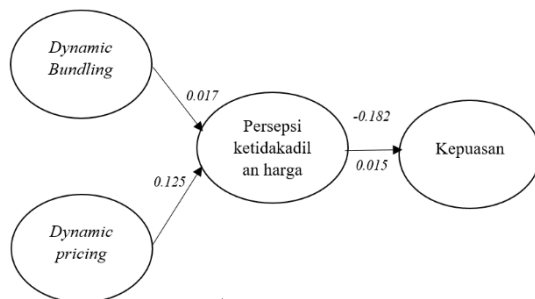 Dynamic
Bundling
0.017
Persepsi
ketidakadil
an harga
-0.182
0.015
Kepuasan
0.125
Dynamic
pricing